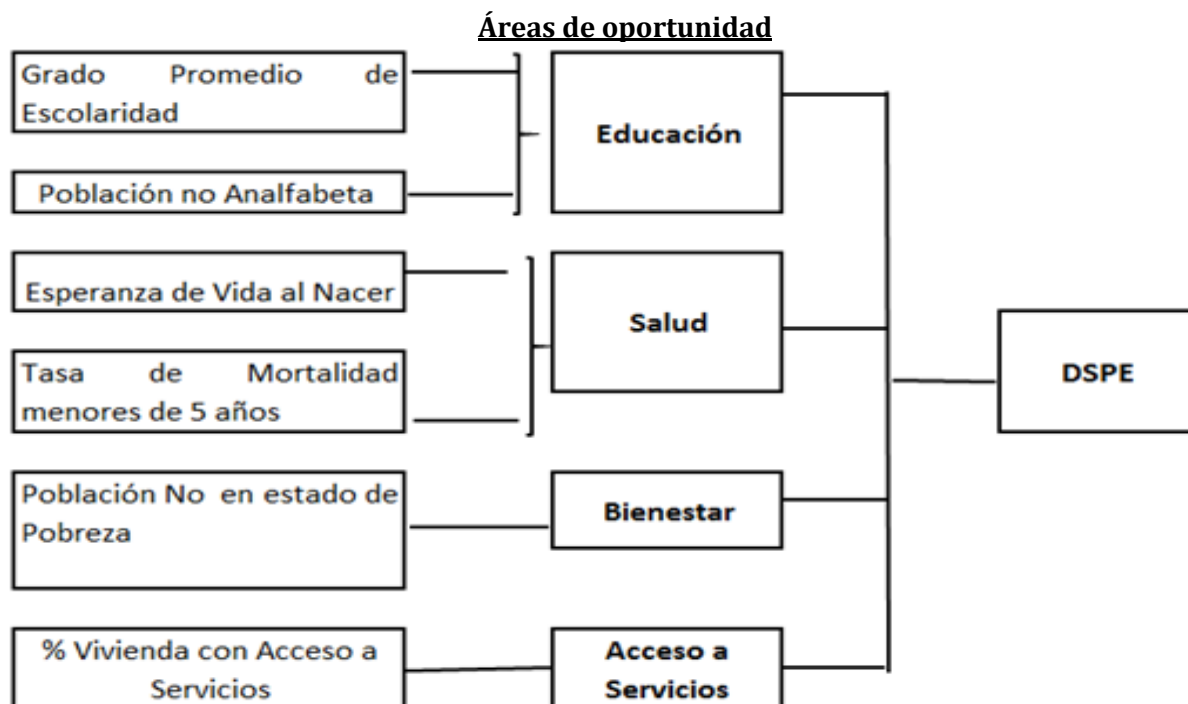 Áreas de oportunidad
Grado Promedio de
Escolaridad
Población no Analfabeta
Educación
Esperanza de Vida al Nacer
Tasa de Mortalidad
menores de 5 años
Salud
Población No en estado de
Pobreza
Bienestar
% Vivienda con Acceso a
Servicios
Acceso a
Servicios
DSPE